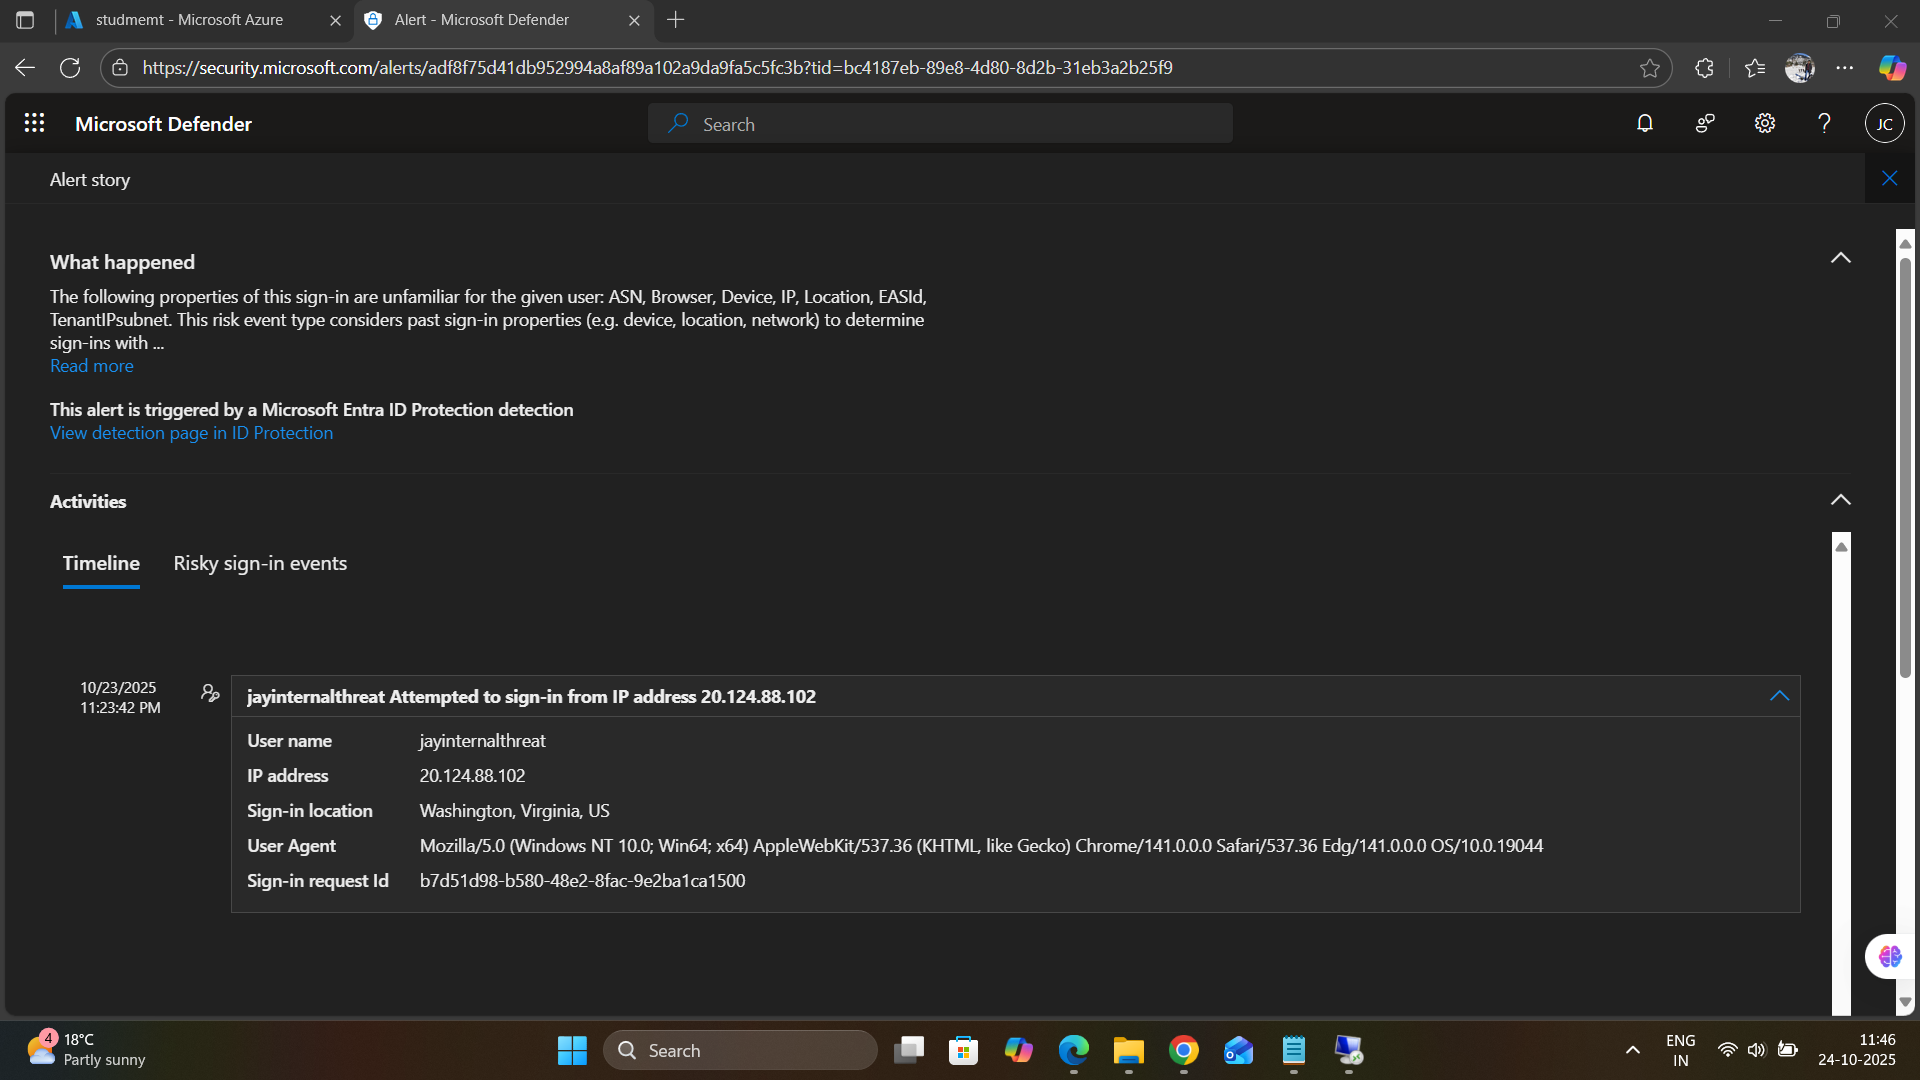 studmemt - Microsoft Azure
Alert - Microsoft Defender
https://security.microsoft.com/alerts/adf8f75d41db952994a8af89a102a9da9fa5c5fc3b?tid=bc4187eb-89e8-4d80-8d2b-31eb3a2b25f9
Microsoft Defender
Search
JC
Alert story
What happened
The following properties of this sign-in are unfamiliar for the given user: ASN, Browser, Device, IP, Location, EASId,
TenantIPsubnet. This risk event type considers past sign-in properties (e.g. device, location, network) to determine
sign-ins with ...
Read more
This alert is triggered by a Microsoft Entra ID Protection detection
View detection page in ID Protection
Activities
Timeline
Risky sign-in events
10/23/2025
11:23:42 PM
jayinternalthreat Attempted to sign-in from IP address 20.124.88.102
User name jayinternalthreat
IP address 20.124.88.102
Sign-in location Washington, Virginia, US
User Agent Mozilla/5.0 (Windows NT 10.0; Win64; x64) AppleWebKit/537.36 (KHTML, like Gecko) Chrome/141.0.0.0 Safari/537.36 Edg/141.0.0.0 OS/10.0.19044
Sign-in request Id b7d51d98-b580-48e2-8fac-9e2ba1ca1500
4
18°C
Partly sunny
Search
ENG
IN
11:46
24-10-2025